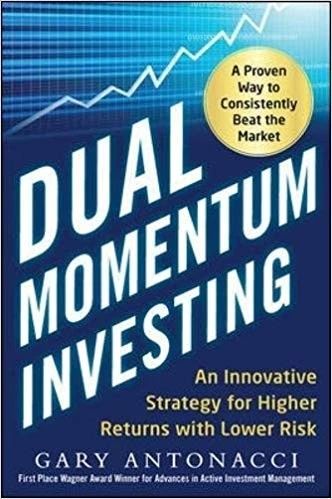 A Proven
Way to
Consistently
Beat the
Market
DUAL
MOMENTUM
INVESTING
An Innovative
Strategy for Higher
Returns with Lower Risk
GARY ANTONACCI
First Place Wagner Award Winner for Advances in Active Investment Management